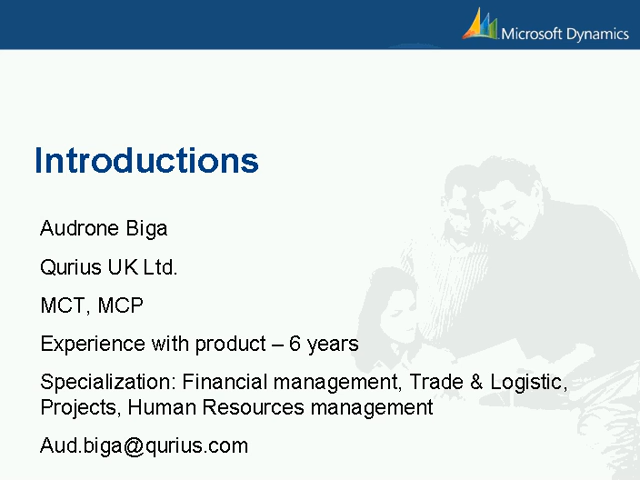 Microsoft Dynamics
Introductions
Audrone Biga
Qurius UK Ltd.
MCT, MCP
Experience with product – 6 years
Specialization: Financial management, Trade & Logistic,
Projects, Human Resources management
Aud.biga@qurius.com